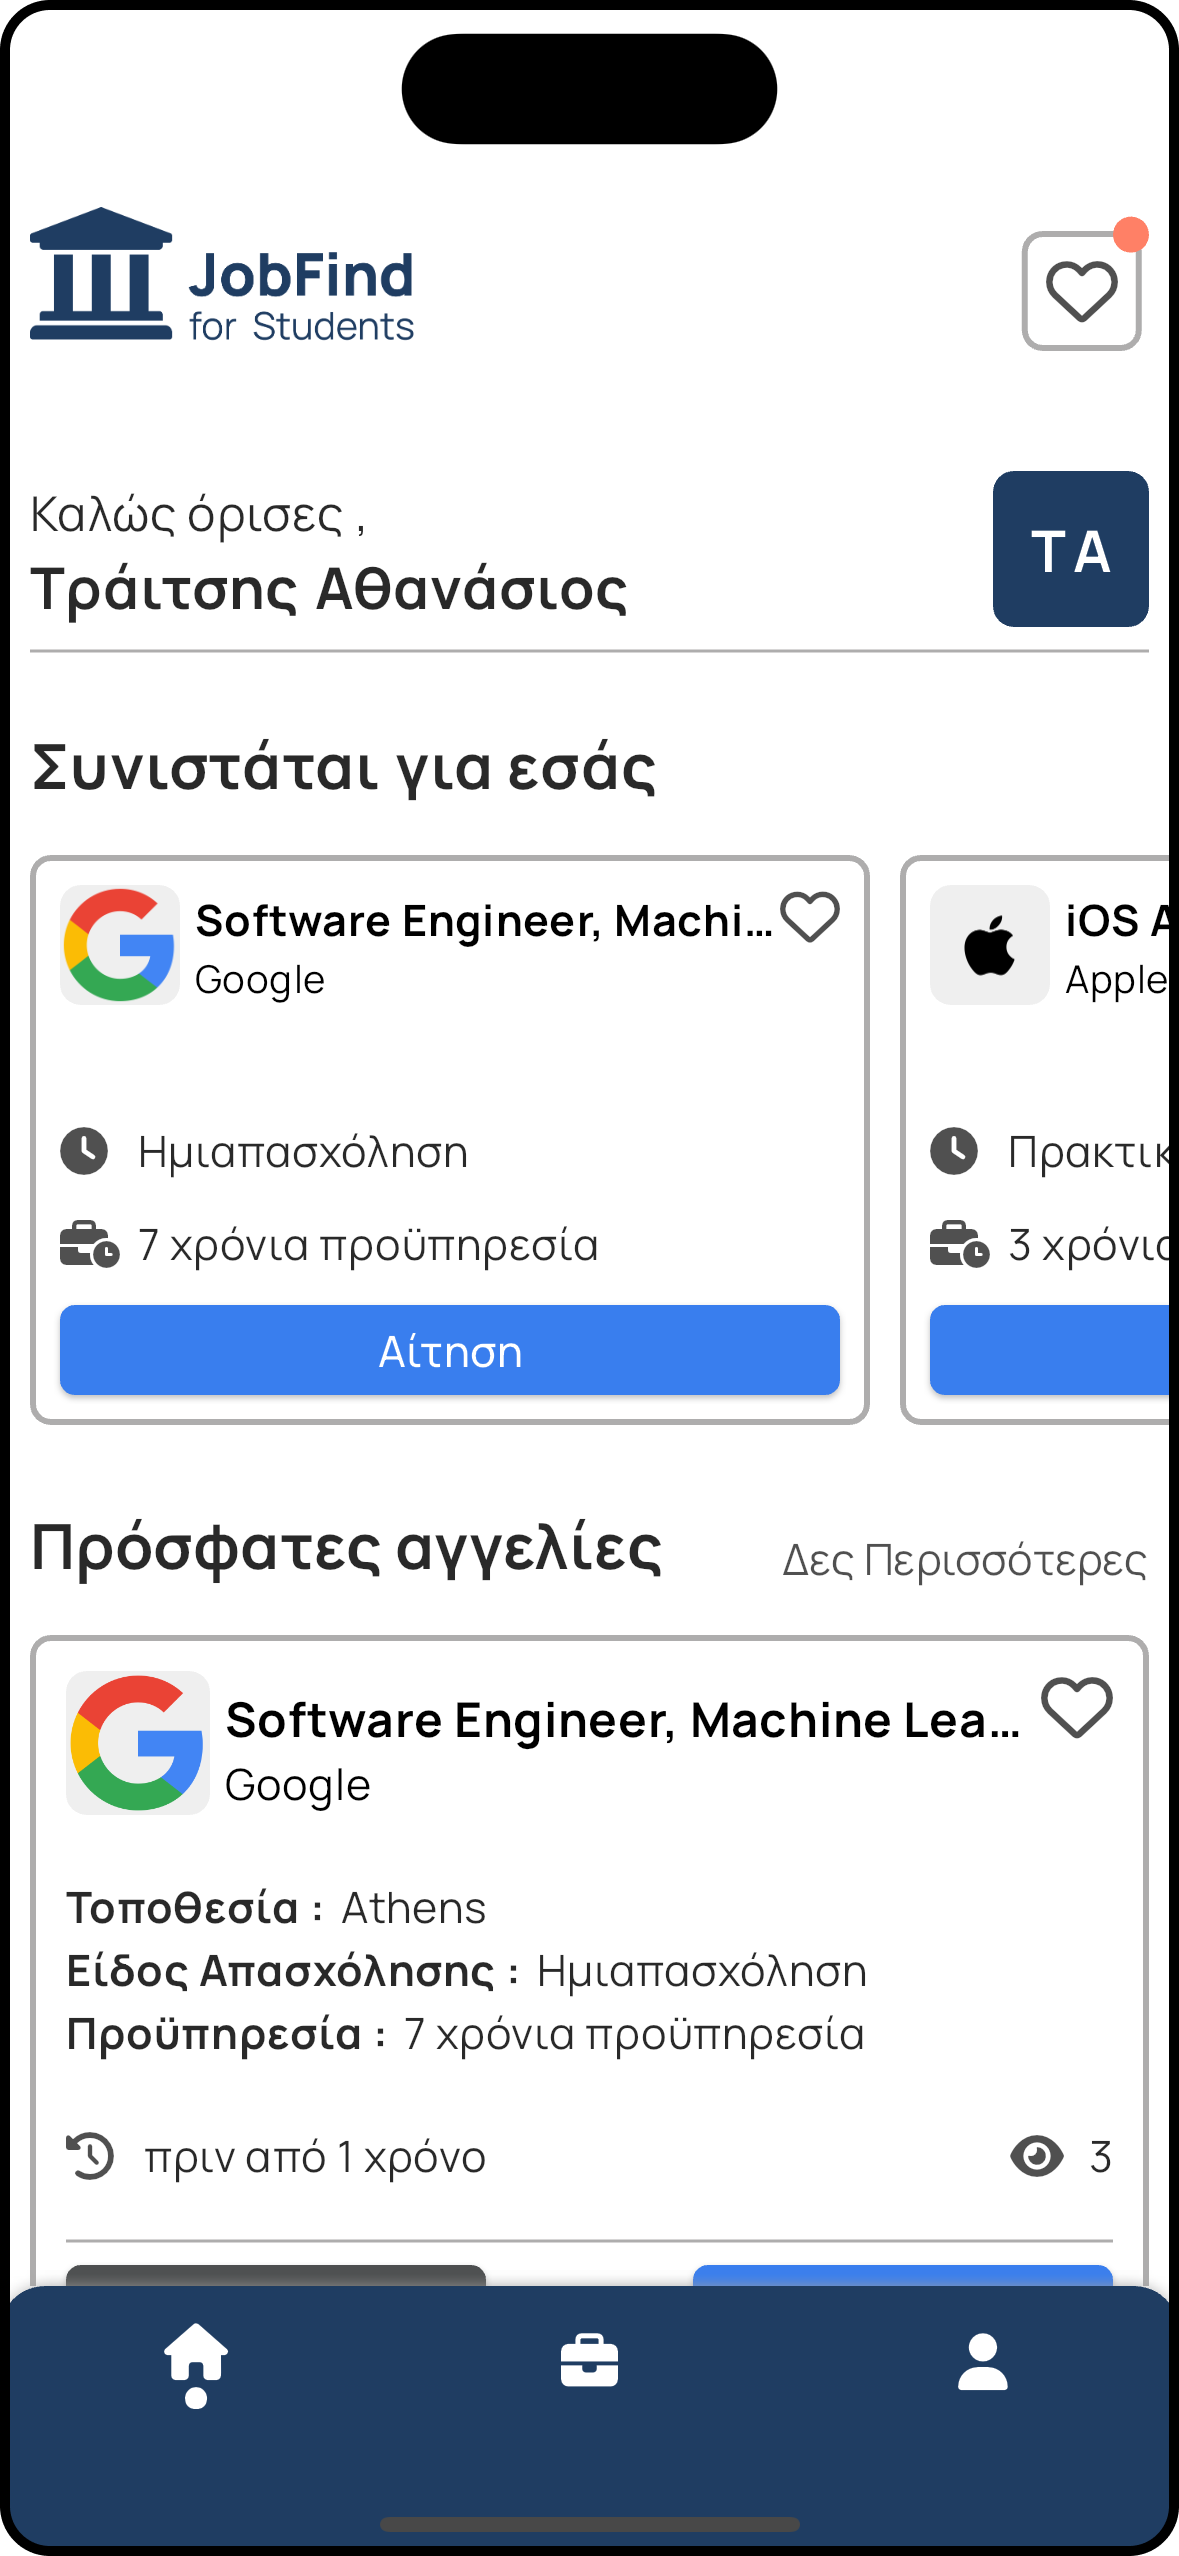 JobFind
for Students
Καλώς όρισες ,
Τράιτσης Αθανάσιος
ΤΑ
Συνιστάται για εσάς
Software Engineer, Machi...
Google
Ημιαπασχόληση
7 χρόνια προϋπηρεσία
Αίτηση
iOS A
Apple
Πρακτικ
3 χρόνια
Πρόσφατες αγγελίες
Δες Περισσότερες
Software Engineer, Machine Lea...
Google
Τοποθεσία : Athens
Είδος Απασχόλησης : Ημιαπασχόληση
Προϋπηρεσία : 7 χρόνια προϋπηρεσία
πριν από 1 χρόνο
3